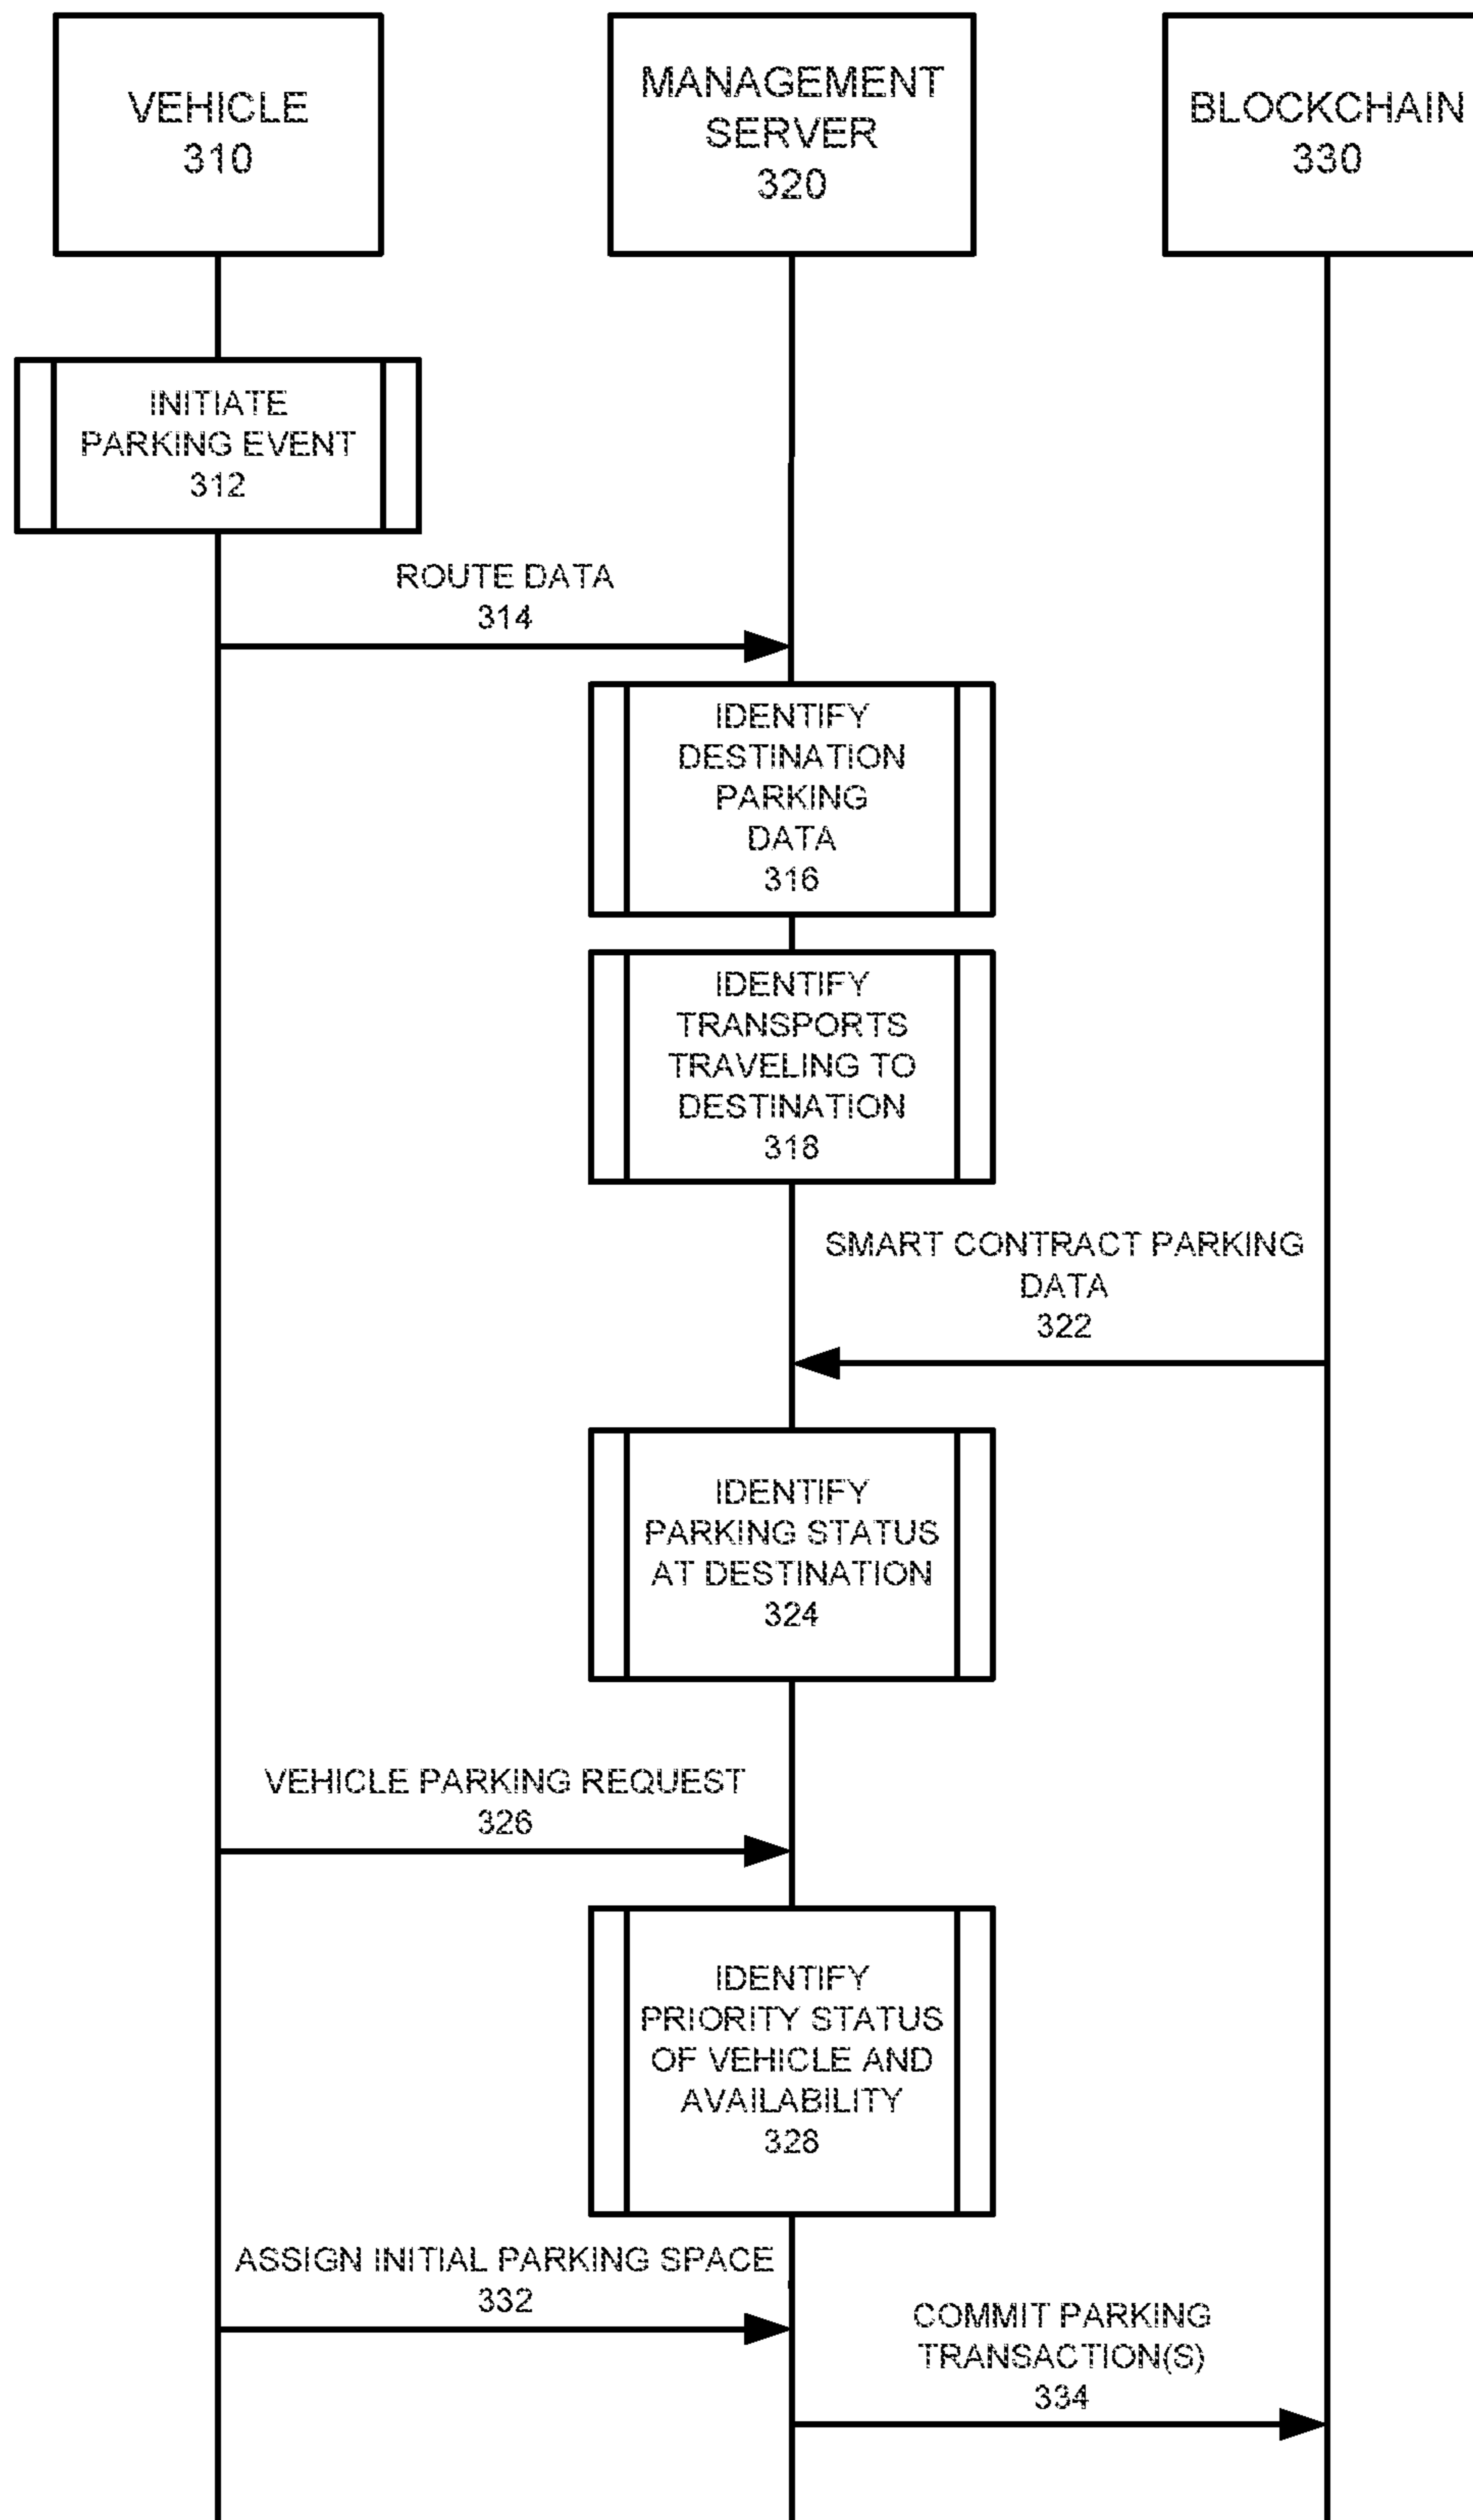 VEHICLE
310
MANAGEMENT
SERVER
320
BLOCKCHAIN
330
INITIATE
PARKING EVENT
312
ROUTE DATA
314
IDENTIFY
DESTINATION
PARKING
DATA
316
IDENTIFY
TRANSPORTS
TRAVELING TO
DESTINATION
318
SMART CONTRACT PARKING
DATA
322
IDENTIFY
PARKING STATUS
AT DESTINATION
324
VEHICLE PARKING REQUEST
326
IDENTIFY
PRIORITY STATUS
OF VEHICLE AND
AVAILABILITY
328
ASSIGN INITIAL PARKING SPACE
332
COMMIT PARKING
TRANSACTION(S)
334